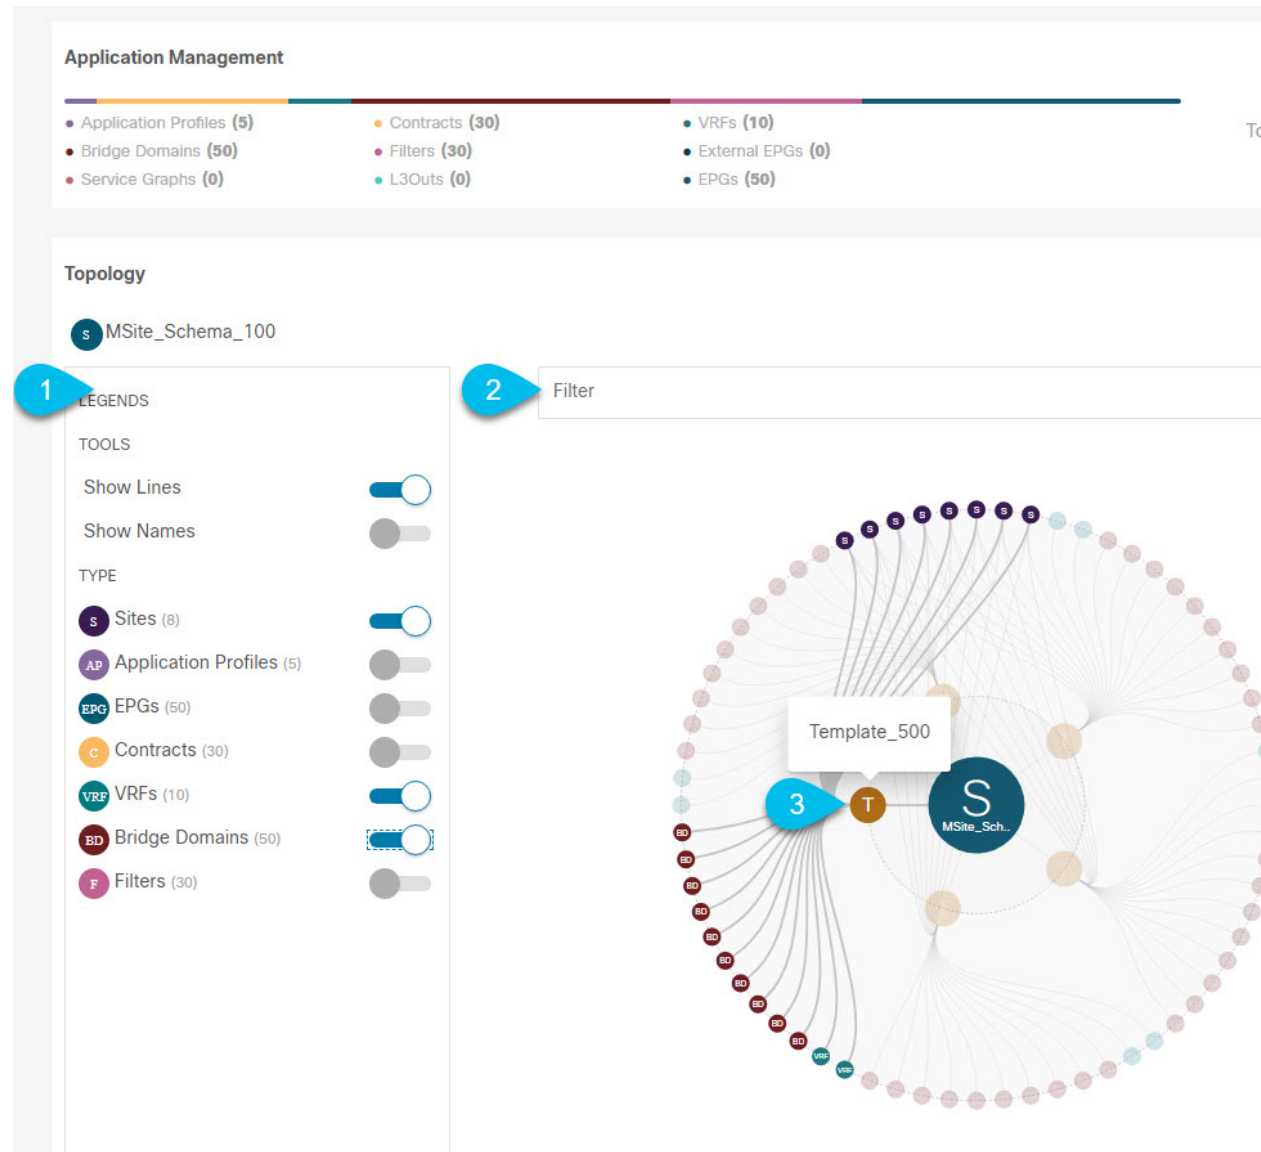 Application Management
Application Profiles (5)
Contracts (30)
VRFs (10)
To
Bridge Domains (50)
Filters (30)
External EPGs (0)
Service Graphs (0)
L3Outs (0)
EPGs (50)
Topology
S MSite_Schema_100
1
LEGENDS
2
Filter
TOOLS
Show Lines
Show Names
TYPE
S Sites (8)
AP Application Profiles (5)
EPG EPGs (50)
C Contracts (30)
VRF VRFs (10)
BD Bridge Domains (50)
F Filters (30)
S S S S S S S S
Template_500
3
T
S
MSite_Sch..
BD
BD
BD
BD
BD
BD
BD
BD
BD
BD
VRF
VRF